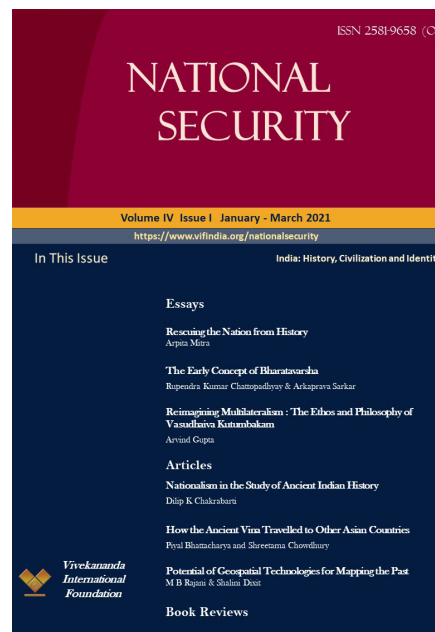 ISSN 2581-9658 (O
NATIONAL
SECURITY
Volume IV Issue I January - March 2021
https://www.vifindia.org/nationalsecurity
In This Issue
India: History, Civilization and Identit
Essays
Rescuing the Nation from History
Arpita Mitra
The Early Concept of Bharatavarsha
Rupendra Kumar Chattopadhyay & Arkaprava Sarkar
Reimagining Multilateralism : The Ethos and Philosophy of
Vasudhaiva Kutumbakam
Arvind Gupta
Articles
Nationalism in the Study of Ancient Indian History
Dilip K Chakrabarti
How the Ancient Vina Travelled to Other Asian Countries
Piyal Bhattacharya and Shreetama Chowdhury
Potential of Geospatial Technologies for Mapping the Past
M B Rajani & Shalini Dixit
Vivekananda
International
Foundation
Book Reviews